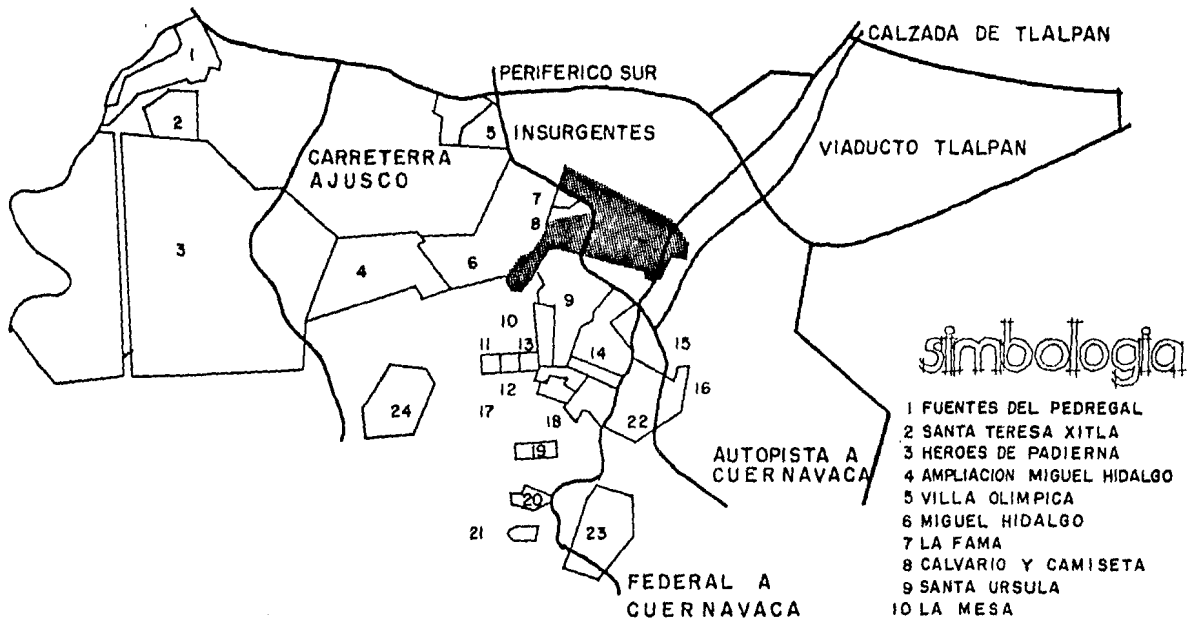 CALZADA DE TLALPAN
1
PERIFERICO SUR
2
5
INSURGENTES
CARRETERRA
AJUSCO
VIADUCTO TLALPAN
7
8
3
4
6
9
10
11
13
14
15
12
16
24
17
18
22
19
AUTOPISTA A
CUERNAVACA
20
21
23
FEDERAL A
CUERNAVACA
simbologia
1 FUENTES DEL PEDREGAL
2 SANTA TERESA XITLA
3 HEROES DE PADIERNA
4 AMPLIACION MIGUEL HIDALGO
5 VILLA OLIMPICA
6 MIGUEL HIDALGO
7 LA FAMA
8 CALVARIO Y CAMISETA
9 SANTA URSULA
10 LA MESA